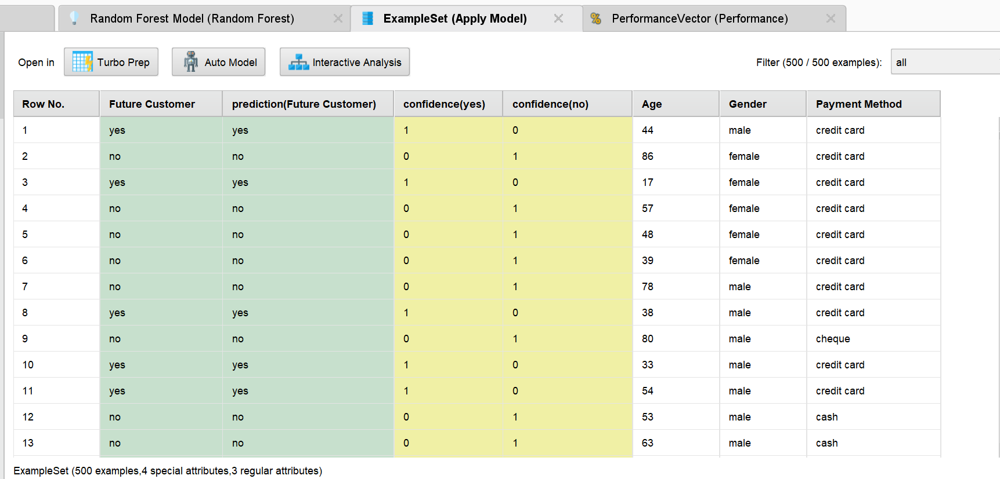 Random Forest Model (Random Forest) ExampleSet (Apply Model) PerformanceVector (Performance)
Open in Turbo Prep Auto Model Interactive Analysis Filter (500 / 500 examples): all
Row No. Future Customer prediction(Future Customer) confidence(yes) confidence(no) Age Gender Payment Method
1 yes yes 1 0 44 male credit card
2 no no 0 1 86 female credit card
3 yes yes 1 0 17 female credit card
4 no no 0 1 57 female credit card
5 no no 0 1 48 female credit card
6 no no 0 1 39 female credit card
7 no no 0 1 78 male credit card
8 yes yes 1 0 38 male credit card
9 no no 0 1 80 male cheque
10 yes yes 1 0 33 male credit card
11 yes yes 1 0 54 male credit card
12 no no 0 1 53 male cash
13 no no 0 1 63 male cash
ExampleSet (500 examples,4 special attributes,3 regular attributes)